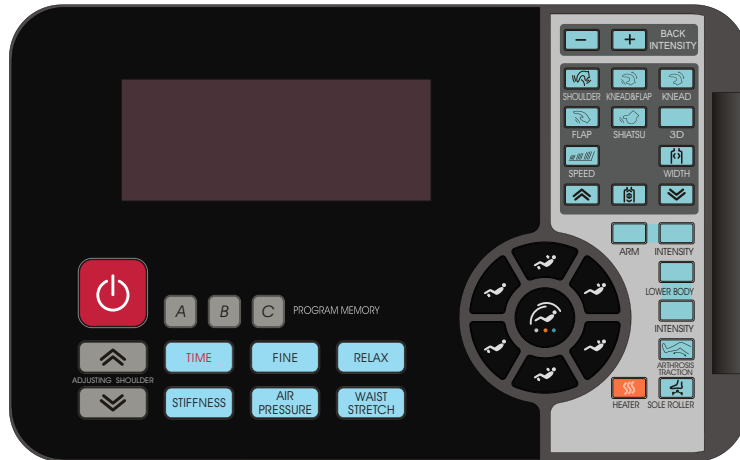 − + BACK
INTENSITY
SHOULDER KNEAD&FLAP KNEAD
FLAP SHIATSU 3D
SPEED WIDTH
ARM INTENSITY
LOWER BODY
INTENSITY
ARTHROSIS
TRACTION
HEATER SOLE ROLLER
A B C PROGRAM MEMORY
ADJUSTING SHOULDER
TIME FINE RELAX
STIFFNESS
AIR
PRESSURE
WAIST
STRETCH